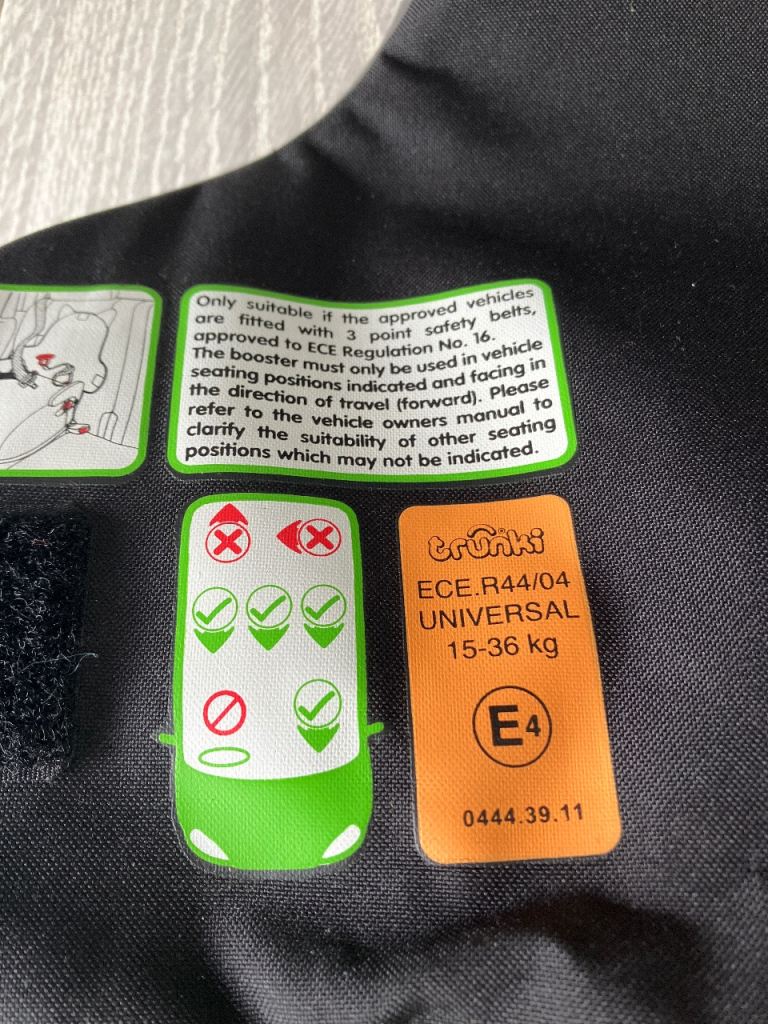 Only suitable if the approved vehicles
are fitted with 3 point safety belts,
approved to ECE Regulation No. 16.
The booster must only be used in vehicle
seating positions indicated and facing in
the direction of travel (forward). Please
refer to the vehicle owners manual to
clarify the suitability of other seating
positions which may not be indicated.
trunki
ECE.R44/04
UNIVERSAL
15-36 kg
E4
0444.39.11